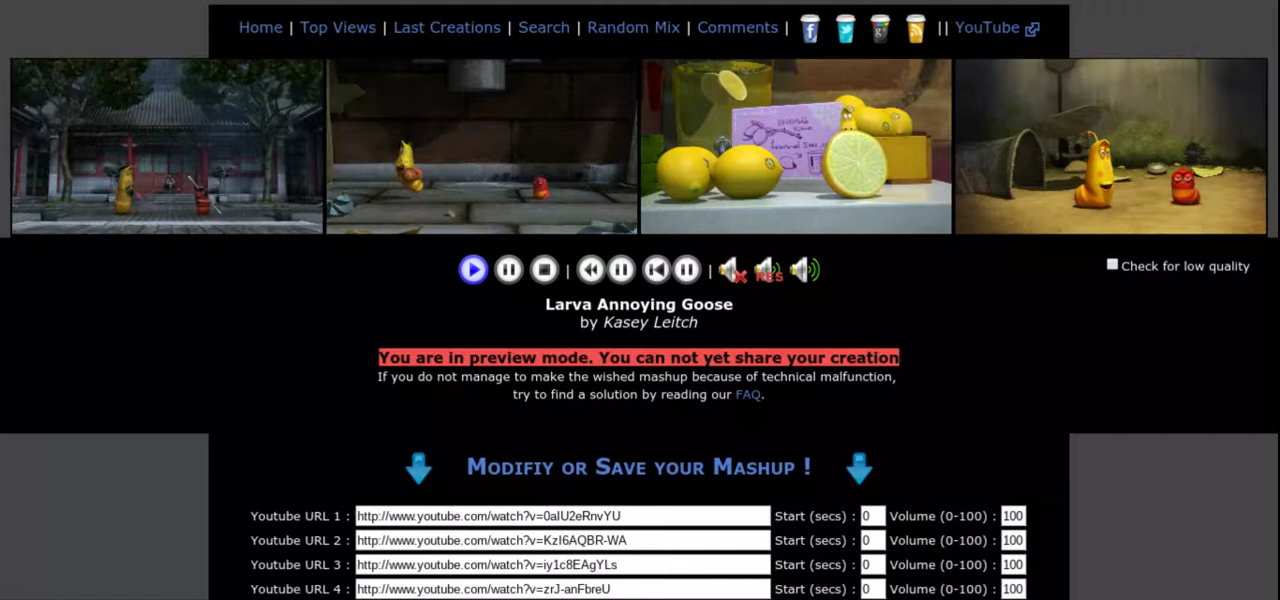 Home | Top Views | Last Creations | Search | Random Mix | Comments | || YouTube
| | RES
Check for low quality
Larva Annoying Goose
by Kasey Leitch
You are in preview mode. You can not yet share your creation
If you do not manage to make the wished mashup because of technical malfunction,
try to find a solution by reading our FAQ.
Modifiy or Save your Mashup !
Youtube URL 1 : http://www.youtube.com/watch?v=0aIU2eRnvYU Start (secs) : 0 Volume (0-100) : 100
Youtube URL 2 : http://www.youtube.com/watch?v=KzI6AQBR-WA Start (secs) : 0 Volume (0-100) : 100
Youtube URL 3 : http://www.youtube.com/watch?v=iy1c8EAgYLs Start (secs) : 0 Volume (0-100) : 100
Youtube URL 4 : http://www.youtube.com/watch?v=zrJ-anFbreU Start (secs) : 0 Volume (0-100) : 100